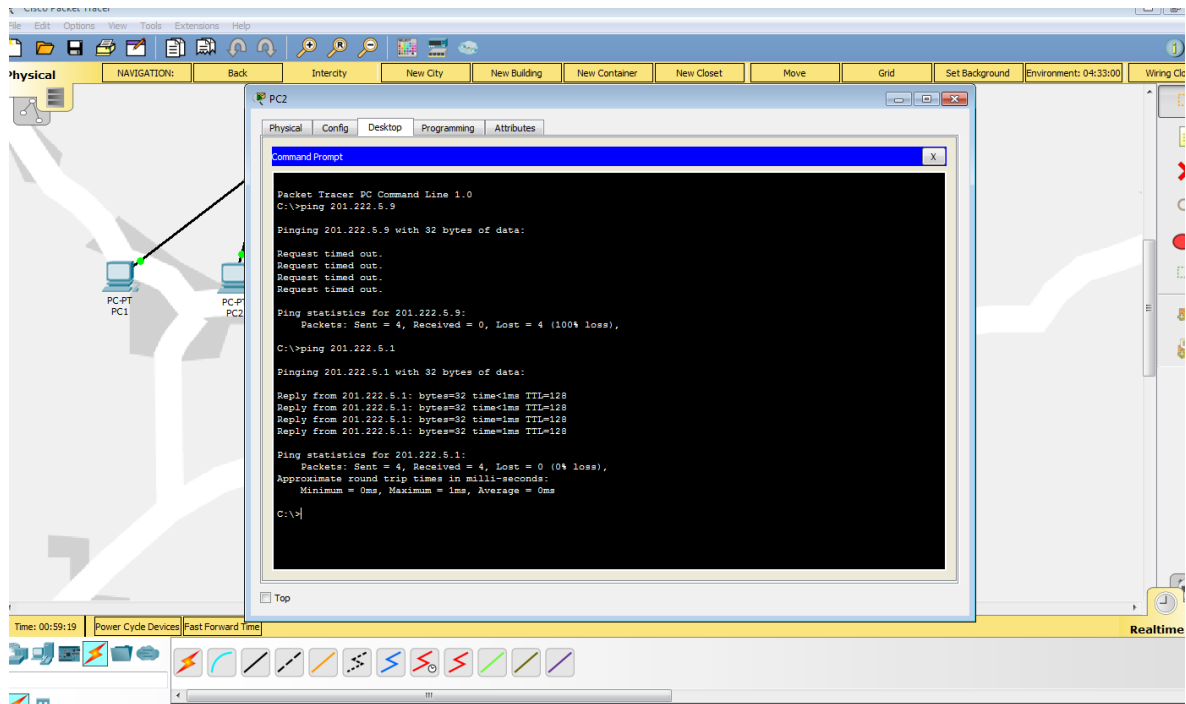 Cisco Packet Tracer
File Edit Options View Tools Extensions Help
Physical
NAVIGATION:
Back
Intercity
New City
New Building
New Container
New Closet
Move
Grid
Set Background
Environment: 04:33:00
Wiring Clo
PC2
Physical Config Desktop Programming Attributes
Command Prompt
X
Packet Tracer PC Command Line 1.0
C:\>ping 201.222.5.9
Pinging 201.222.5.9 with 32 bytes of data:
Request timed out.
Request timed out.
Request timed out.
Request timed out.
Ping statistics for 201.222.5.9:
Packets: Sent = 4, Received = 0, Lost = 4 (100% loss),
C:\>ping 201.222.5.1
Pinging 201.222.5.1 with 32 bytes of data:
Reply from 201.222.5.1: bytes=32 time<1ms TTL=128
Reply from 201.222.5.1: bytes=32 time<1ms TTL=128
Reply from 201.222.5.1: bytes=32 time=1ms TTL=128
Reply from 201.222.5.1: bytes=32 time=1ms TTL=128
Ping statistics for 201.222.5.1:
Packets: Sent = 4, Received = 4, Lost = 0 (0% loss),
Approximate round trip times in milli-seconds:
Minimum = 0ms, Maximum = 1ms, Average = 0ms
C:\>
PC-PT
PC1
PC-P
PC2
Top
Time: 00:59:19
Power Cycle Devices
Fast Forward Time
Realtime